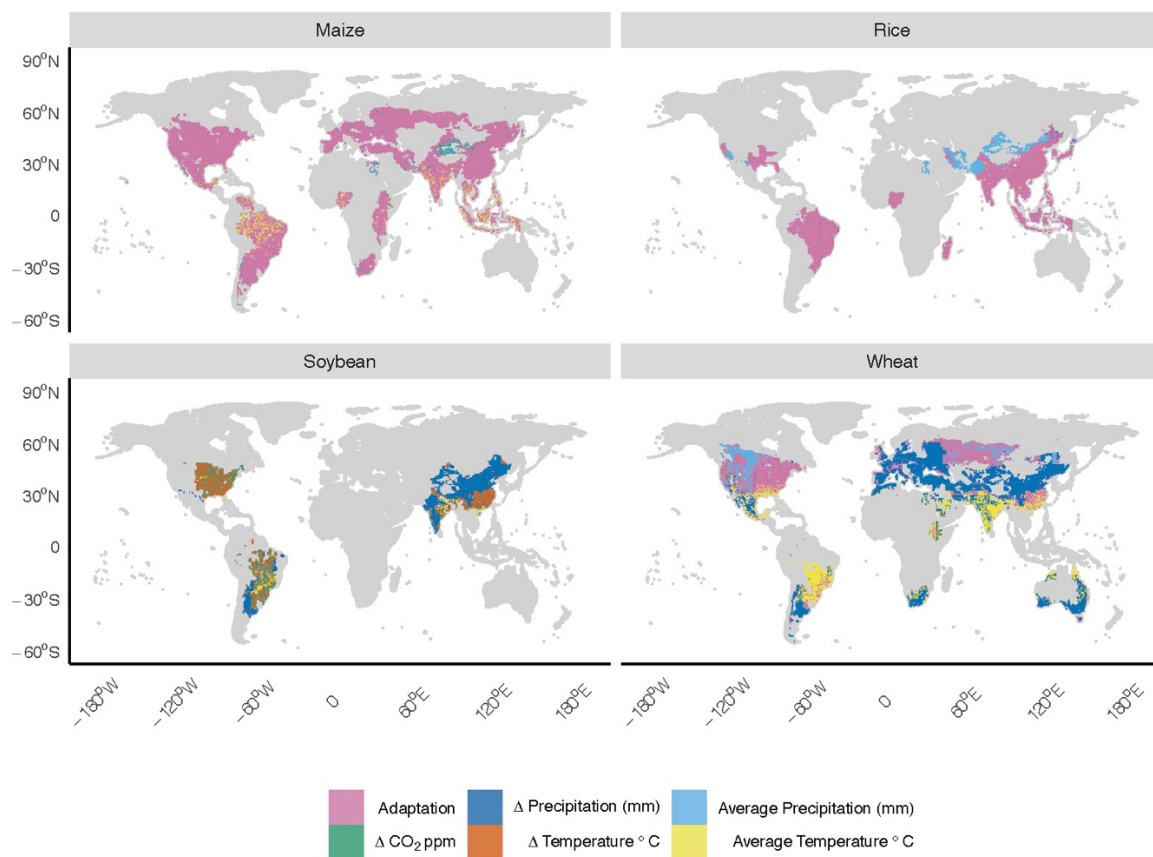 Maize
Rice
90°N
60°N
30°N
0
−30°S
−60°S
Soybean
Wheat
90°N
60°N
30°N
0
−30°S
−60°S
−180°W
−120°W
−60°W
0
60°E
120°E
180°E
−180°W
−120°W
−60°W
0
60°E
120°E
180°E
Adaptation
Δ Precipitation (mm)
Average Precipitation (mm)
Δ CO₂ ppm
Δ Temperature ° C
Average Temperature ° C